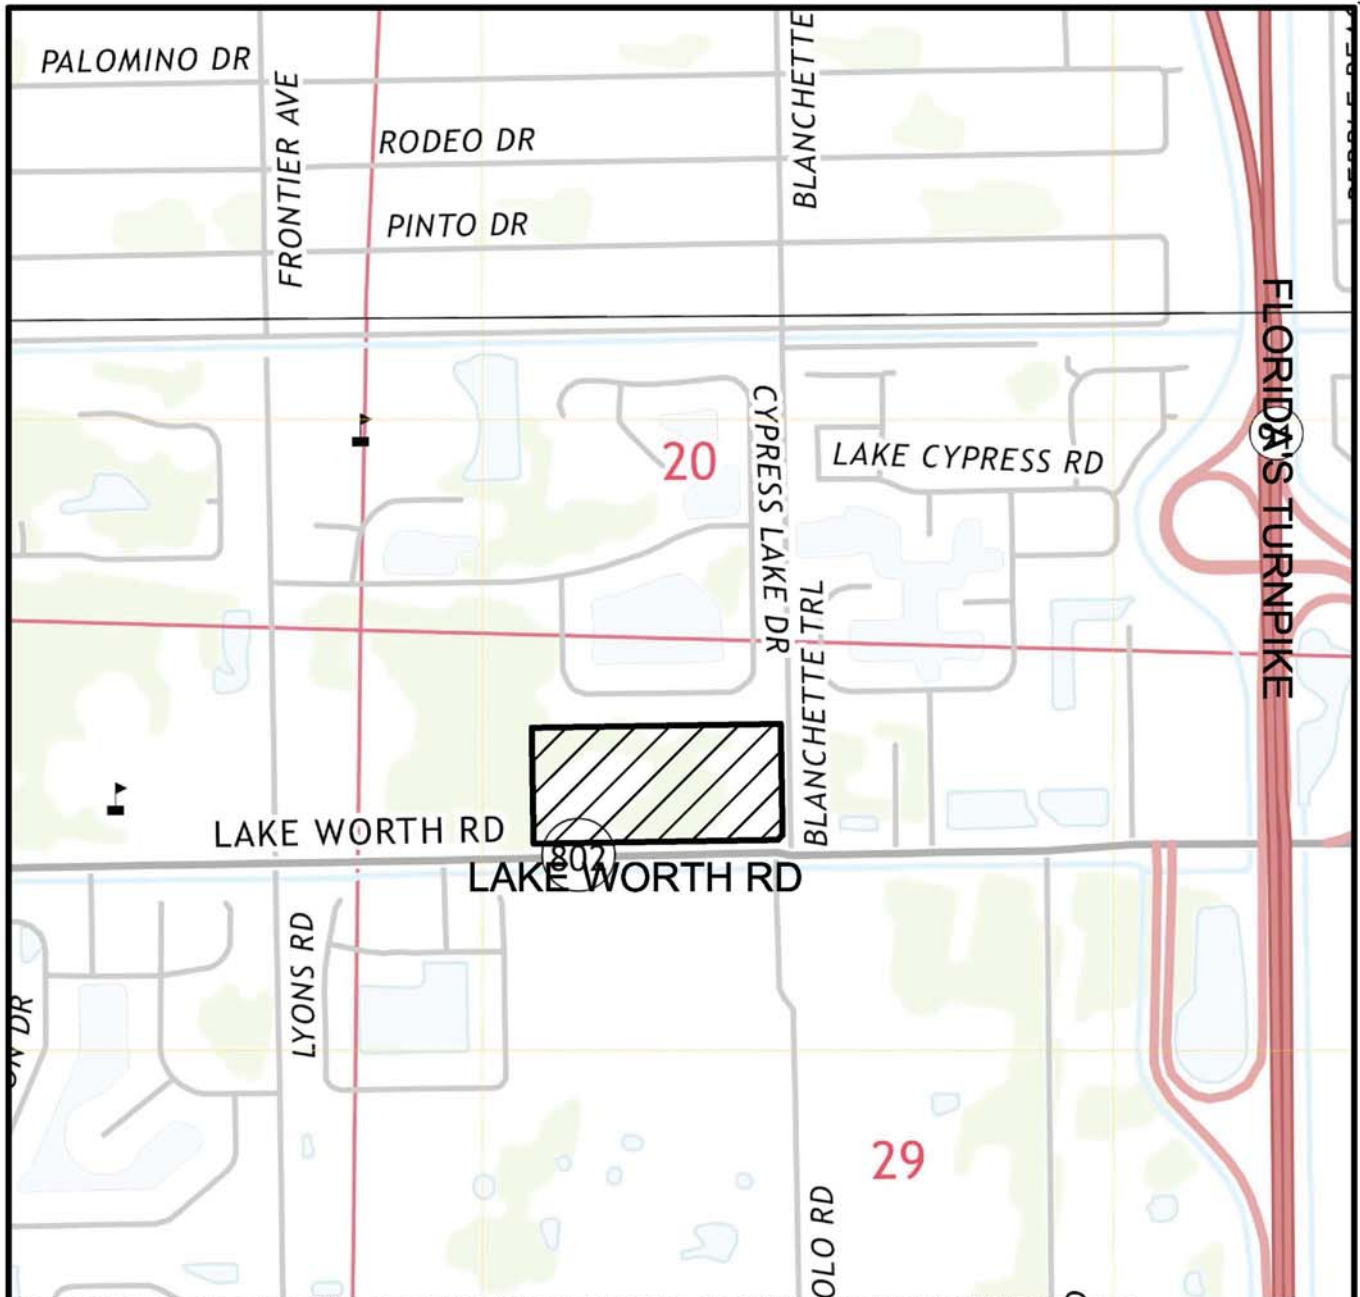 PALOMINO DR
FRONTIER AVE
RODEO DR
BLANCHETTE
PINTO DR
FLORIDA'S TURNPIKE
20
CYPRESS LAKE DR
LAKE CYPRESS RD
BLANCHETTE TRL
LAKE WORTH RD
802
LAKE WORTH RD
LYONS RD
DR
29
OLO RD